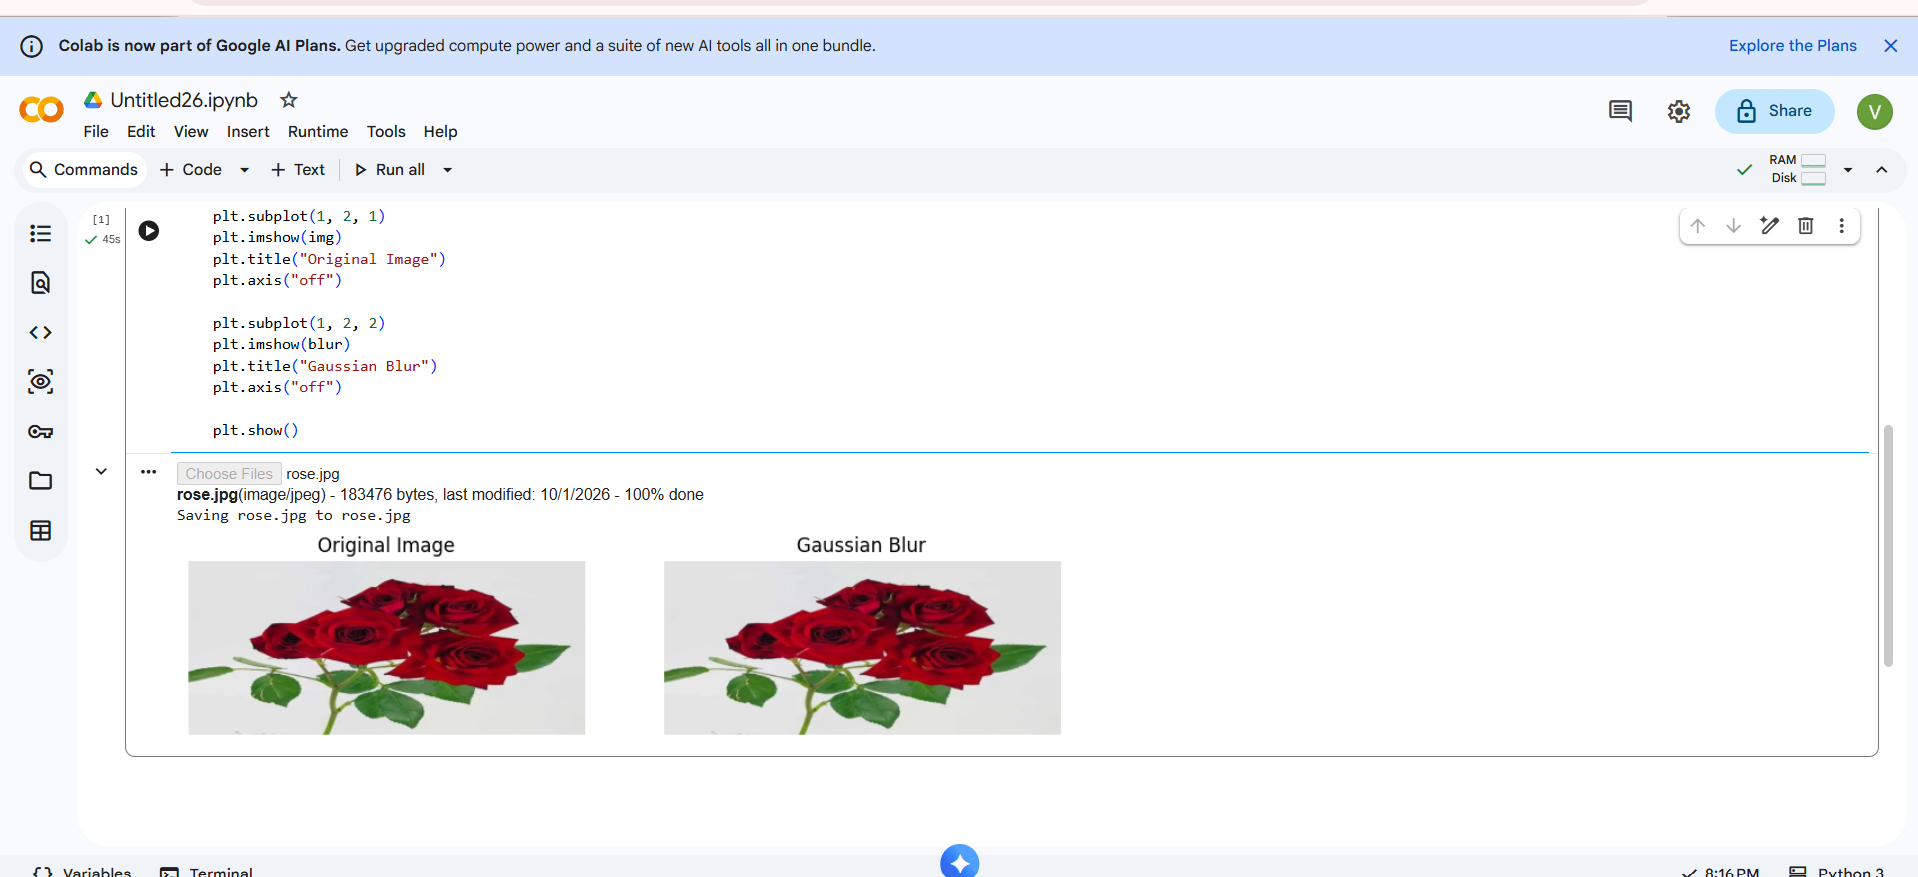 Colab is now part of Google AI Plans. Get upgraded compute power and a suite of new AI tools all in one bundle.
Explore the Plans
Untitled26.ipynb
Share
V
File Edit View Insert Runtime Tools Help
Commands + Code + Text Run all
RAM
Disk
[1]
45s
plt.subplot(1, 2, 1)
plt.imshow(img)
plt.title("Original Image")
plt.axis("off")
plt.subplot(1, 2, 2)
plt.imshow(blur)
plt.title("Gaussian Blur")
plt.axis("off")
plt.show()
Choose Files rose.jpg
rose.jpg(image/jpeg) - 183476 bytes, last modified: 10/1/2026 - 100% done
Saving rose.jpg to rose.jpg
Original Image
Gaussian Blur
Variables Terminal
8:16 PM Python 3